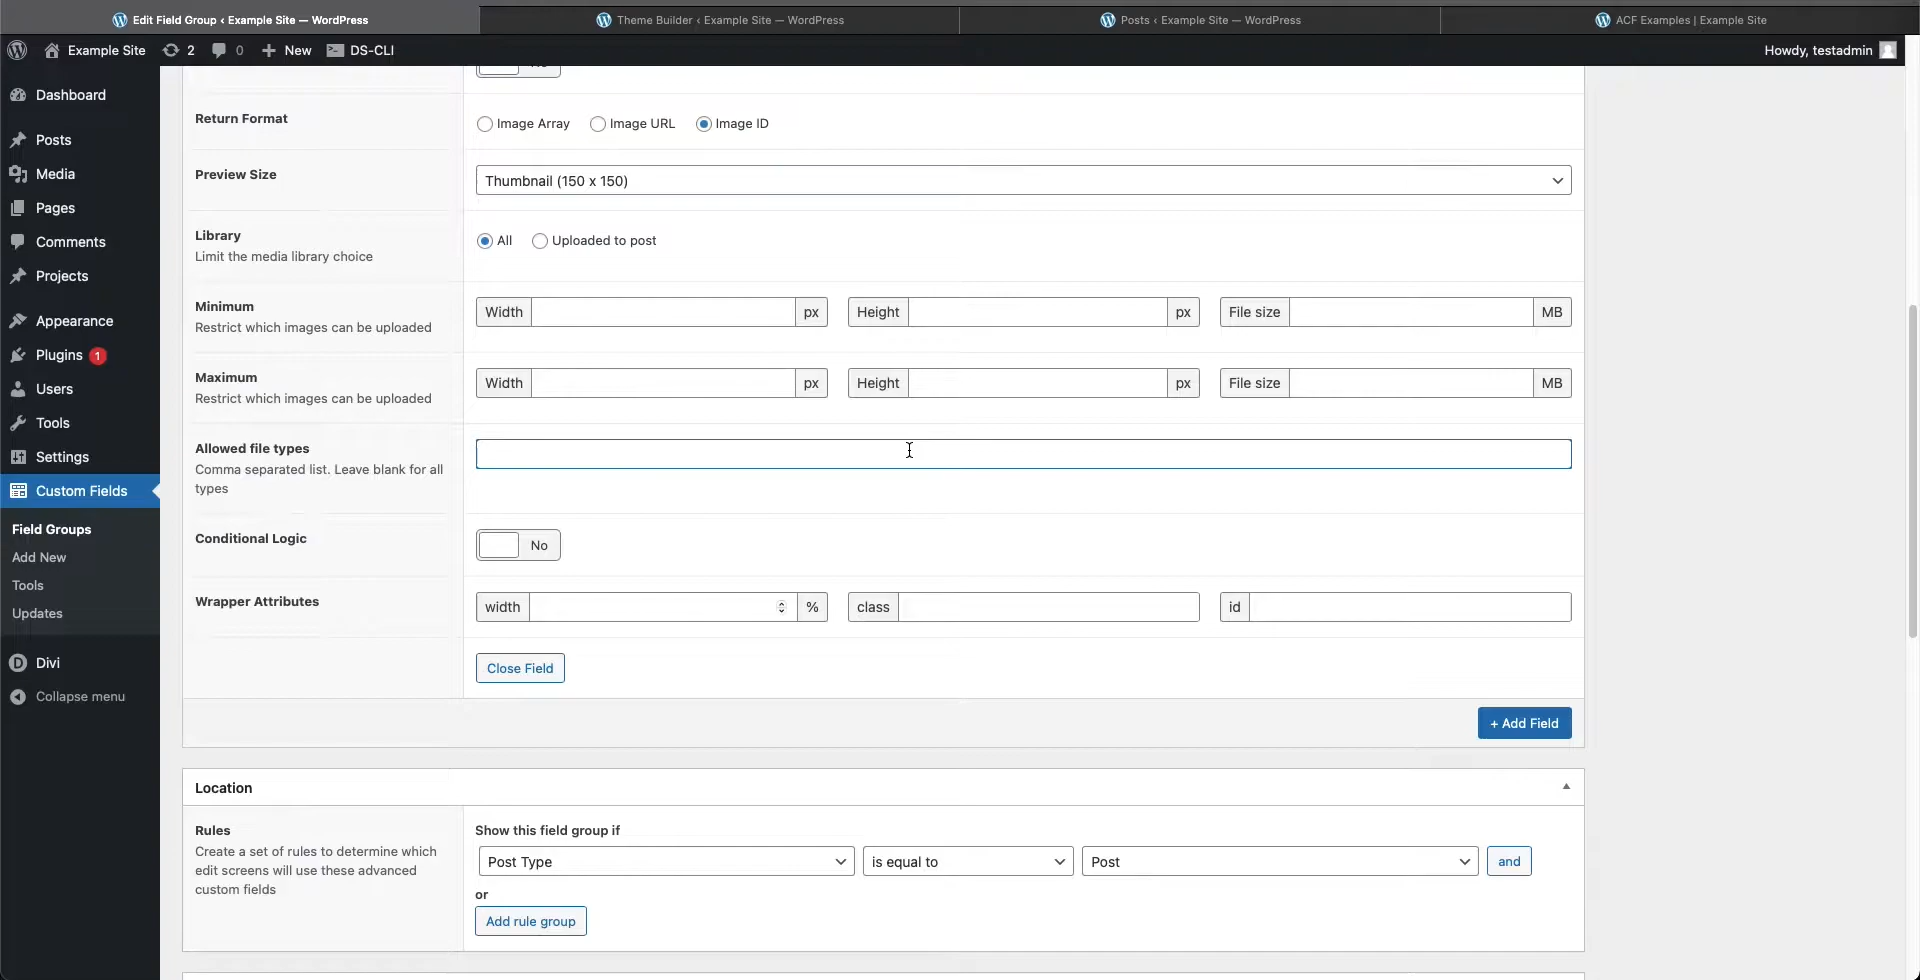 Edit Field Group ‹ Example Site — WordPress
Theme Builder ‹ Example Site — WordPress
Posts ‹ Example Site — WordPress
ACF Examples | Example Site
Example Site
2
0
New
DS-CLI
Howdy, testadmin
Dashboard
Posts
Media
Pages
Comments
Projects
Appearance
Plugins 1
Users
Tools
Settings
Custom Fields
Field Groups
Add New
Tools
Updates
Divi
Collapse menu
Return Format
Image Array
Image URL
Image ID
Preview Size
Thumbnail (150 x 150)
Library
Limit the media library choice
All
Uploaded to post
Minimum
Restrict which images can be uploaded
Width px
Height px
File size MB
Maximum
Restrict which images can be uploaded
Width px
Height px
File size MB
Allowed file types
Comma separated list. Leave blank for all
types
Conditional Logic
No
Wrapper Attributes
width %
class
id
Close Field
+ Add Field
Location
Rules
Create a set of rules to determine which
edit screens will use these advanced
custom fields
Show this field group if
Post Type
is equal to
Post
and
or
Add rule group